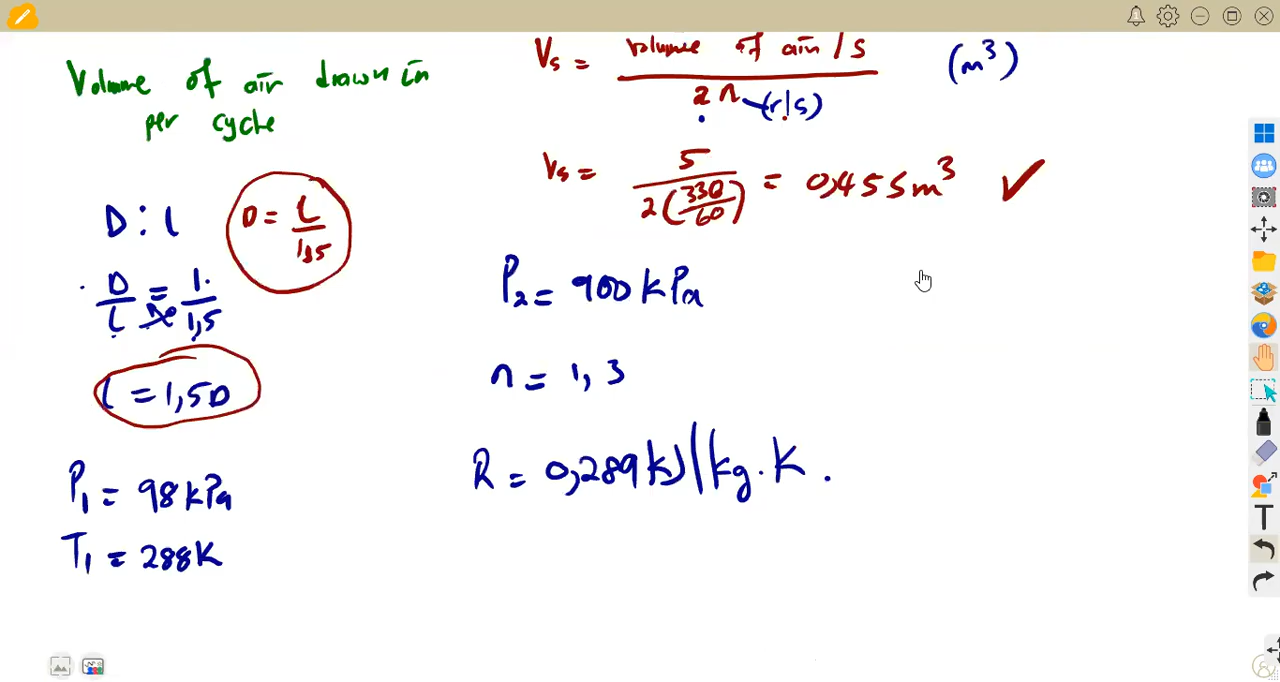 Volume of air drawn in
per cycle
D : L
D = L / 1,5
D / L = 1 / 1,5
L = 1,5D
P1 = 98 kPa
T1 = 288K
Vs = volume of air / s / 2n (r/s) (m³)
Vs = 5 / 2(330/60) = 0,455m³ ✓
P2 = 900 kPa
n = 1,3
R = 0,289 kJ/kg.K.
T